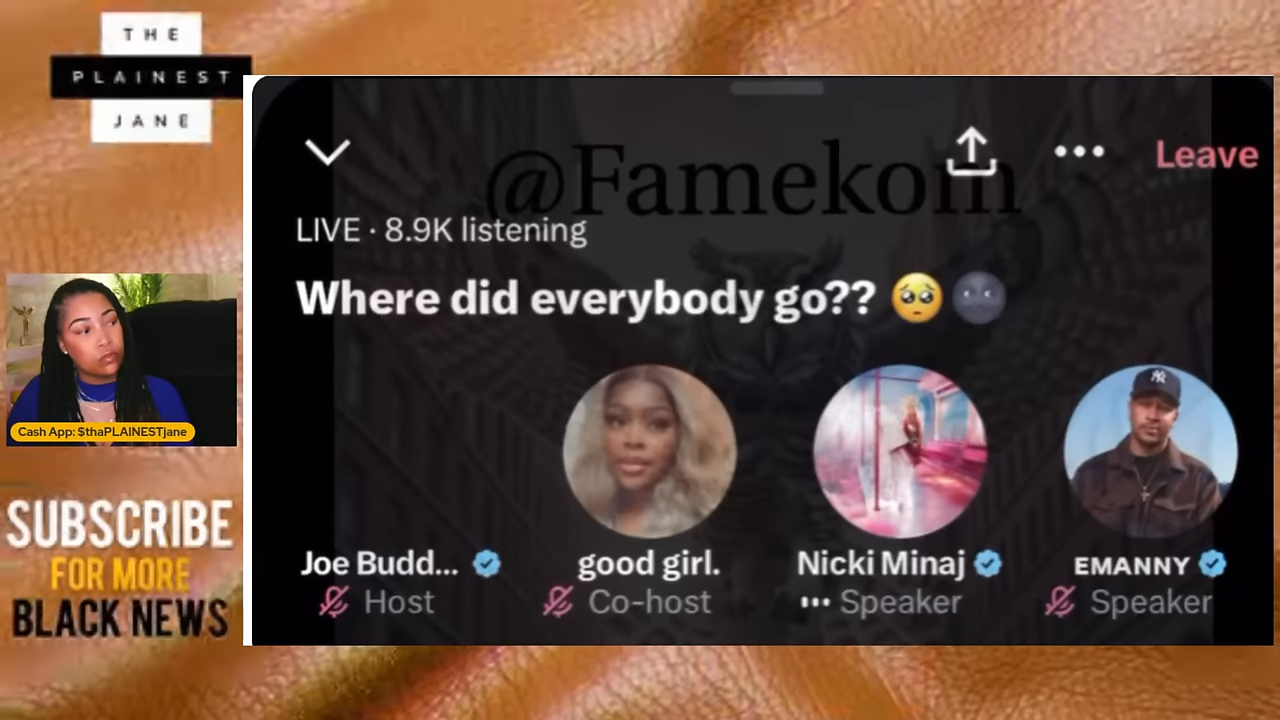 THE
PLAINEST
JANE
@Famekom
Leave
LIVE · 8.9K listening
Where did everybody go?? 🥺🌚
Joe Budd...
good girl.
Nicki Minaj
EMANNY
Host
Co-host
Speaker
Speaker
Cash App: $thaPLAINESTjane
SUBSCRIBE
FOR MORE
BLACK NEWS